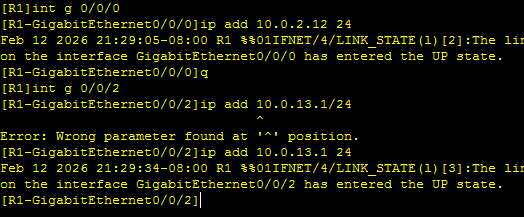 [R1]int g 0/0/0
[R1-GigabitEthernet0/0/0]ip add 10.0.2.12 24
Feb 12 2026 21:29:05-08:00 R1 %%01IFNET/4/LINK_STATE(l)[2]:The lin
on the interface GigabitEthernet0/0/0 has entered the UP state.
[R1-GigabitEthernet0/0/0]q
[R1]int g 0/0/2
[R1-GigabitEthernet0/0/2]ip add 10.0.13.1/24
^
Error: Wrong parameter found at '^' position.
[R1-GigabitEthernet0/0/2]ip add 10.0.13.1 24
Feb 12 2026 21:29:34-08:00 R1 %%01IFNET/4/LINK_STATE(l)[3]:The lin
on the interface GigabitEthernet0/0/2 has entered the UP state.
[R1-GigabitEthernet0/0/2]